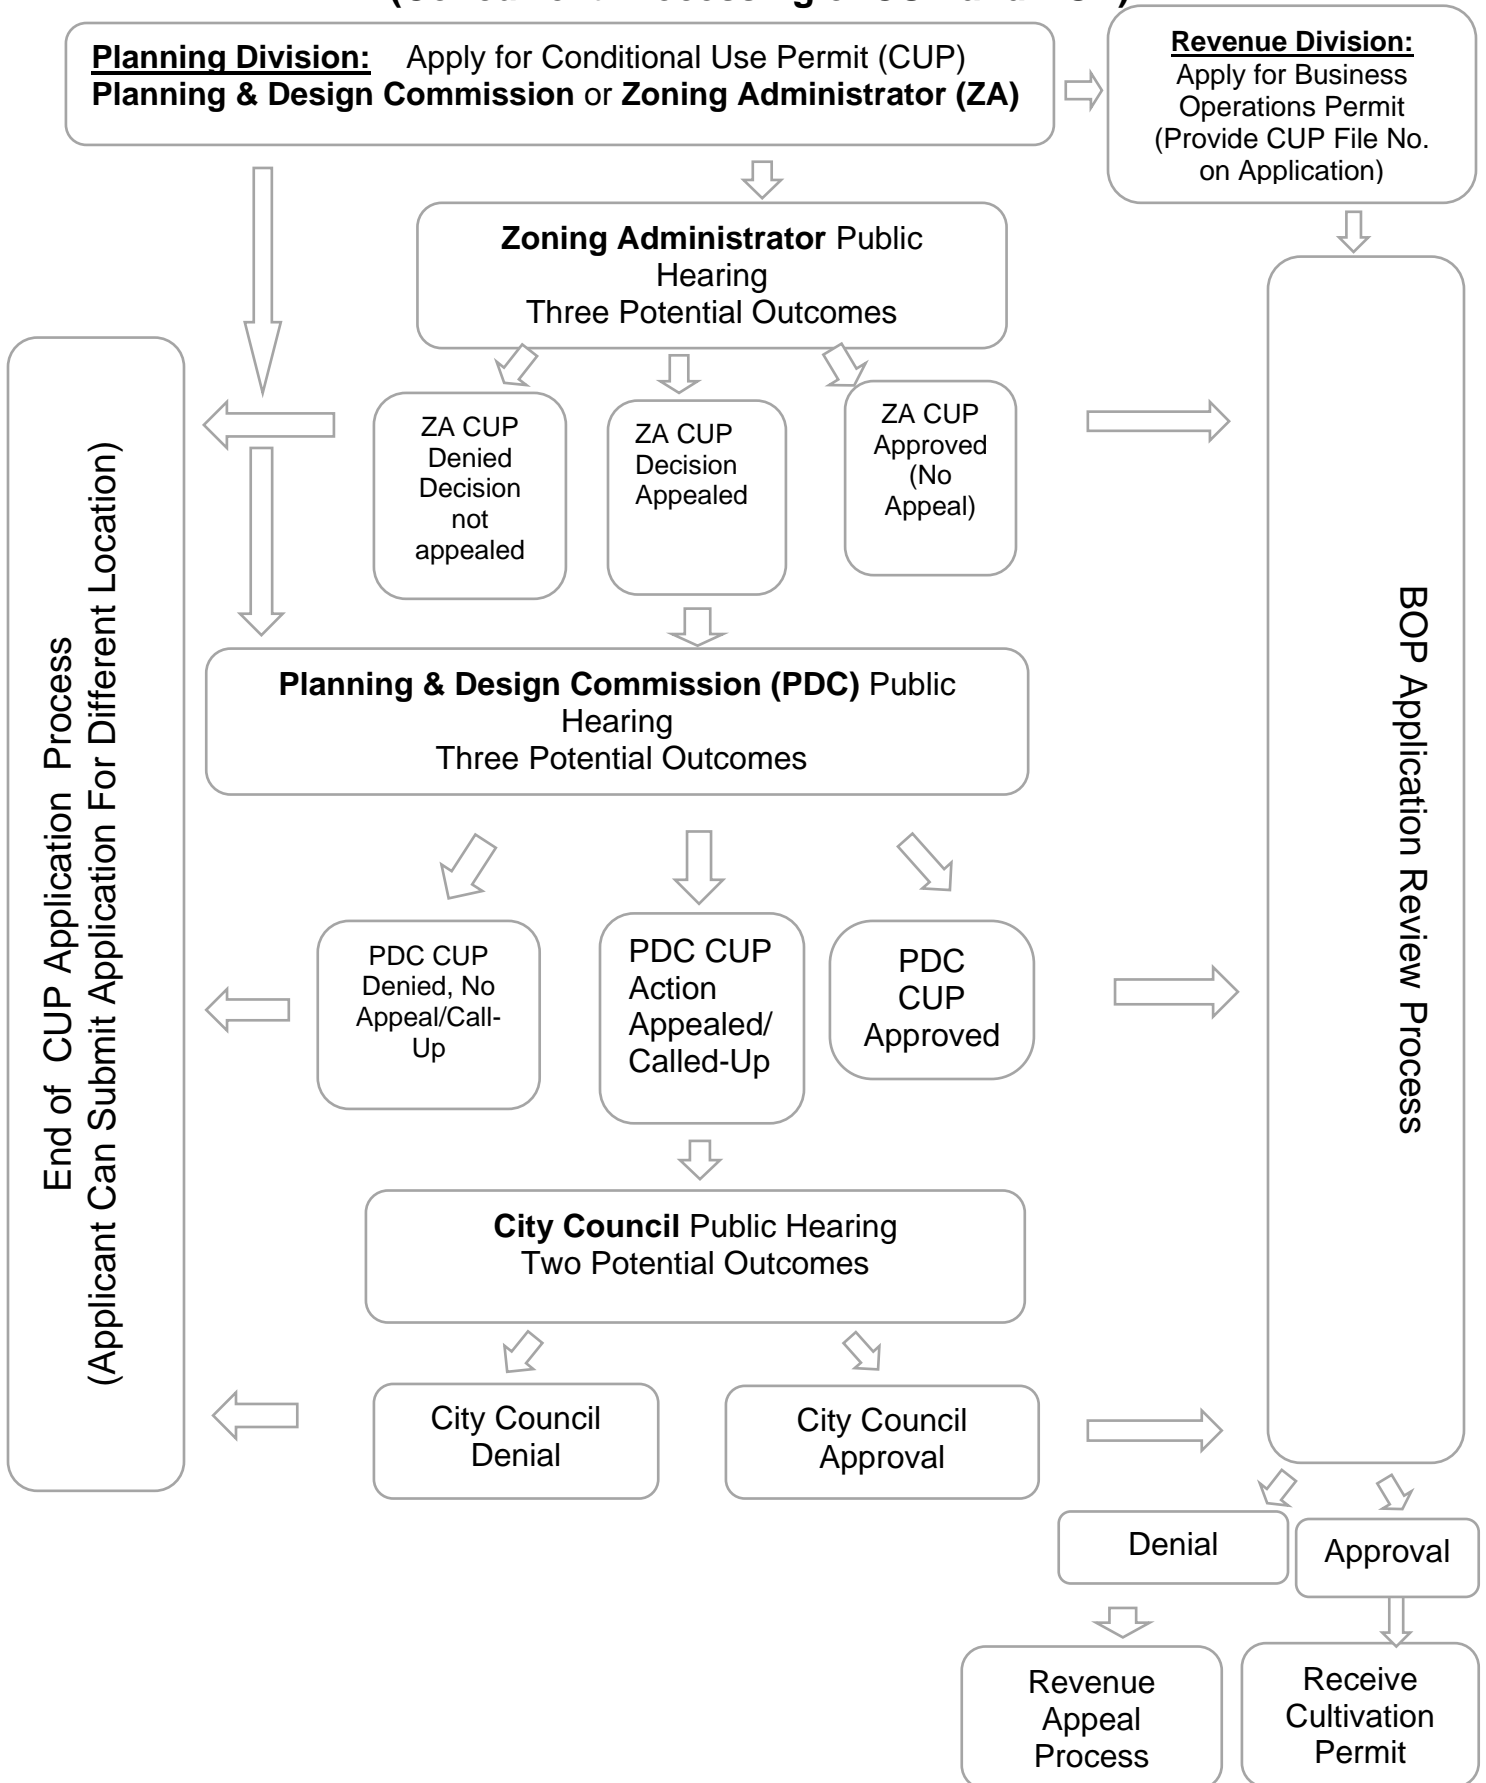 Planning Division: Apply for Conditional Use Permit (CUP)
Planning & Design Commission or Zoning Administrator (ZA)
Revenue Division:
Apply for Business
Operations Permit
(Provide CUP File No.
on Application)
Zoning Administrator Public
Hearing
Three Potential Outcomes
ZA CUP
Denied
Decision
not
appealed
ZA CUP
Decision
Appealed
ZA CUP
Approved
(No
Appeal)
End of CUP Application Process
(Applicant Can Submit Application For Different Location)
BOP Application Review Process
Planning & Design Commission (PDC) Public
Hearing
Three Potential Outcomes
PDC CUP
Denied, No
Appeal/Call-
Up
PDC CUP
Action
Appealed/
Called-Up
PDC
CUP
Approved
City Council Public Hearing
Two Potential Outcomes
City Council
Denial
City Council
Approval
Denial
Approval
Revenue
Appeal
Process
Receive
Cultivation
Permit